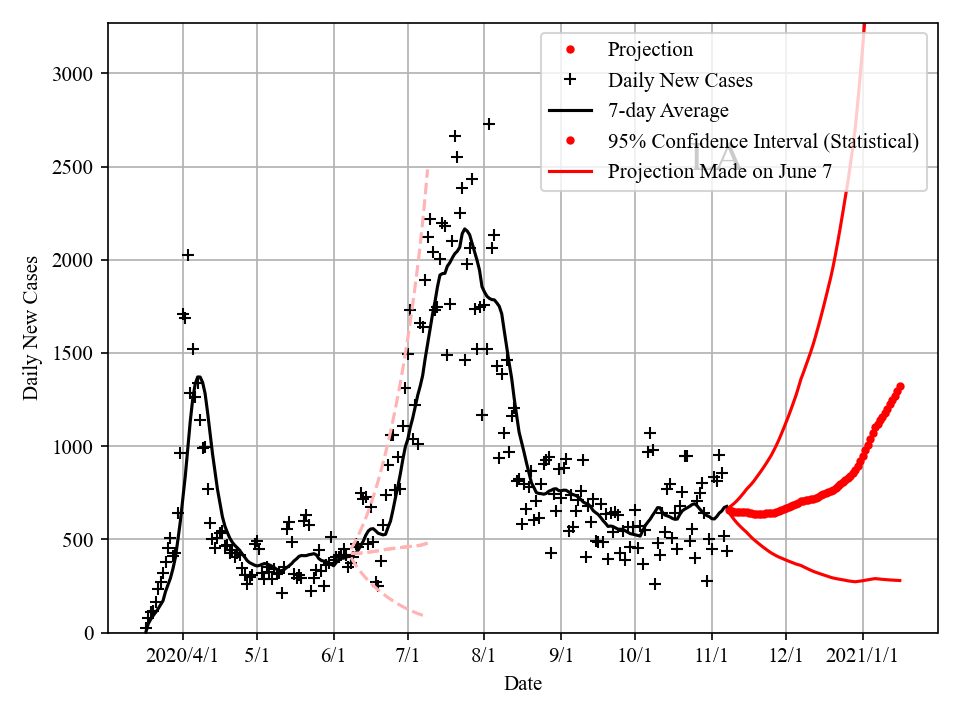 3000
2500
2000
1500
1000
500
0
Daily New Cases
2020/4/1 5/1 6/1 7/1 8/1 9/1 10/1 11/1 12/1 2021/1/1
Date
Projection
Daily New Cases
7-day Average
95% Confidence Interval (Statistical)
Projection Made on June 7
LA